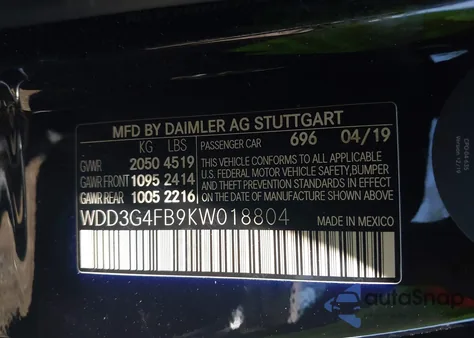 MFD BY DAIMLER AG STUTTGART
KG LBS PASSENGER CAR 696 04/19
GVWR 2050 4519
GAWR FRONT 1095 2414
GAWR REAR 1005 2216
THIS VEHICLE CONFORMS TO ALL APPLICABLE
U.S. FEDERAL MOTOR VEHICLE SAFETY,BUMPER
AND THEFT PREVENTION STANDARDS IN EFFECT
ON THE DATE OF MANUFACTURE SHOWN ABOVE
WDD3G4FB9KW018804 MADE IN MEXICO
autoSnap